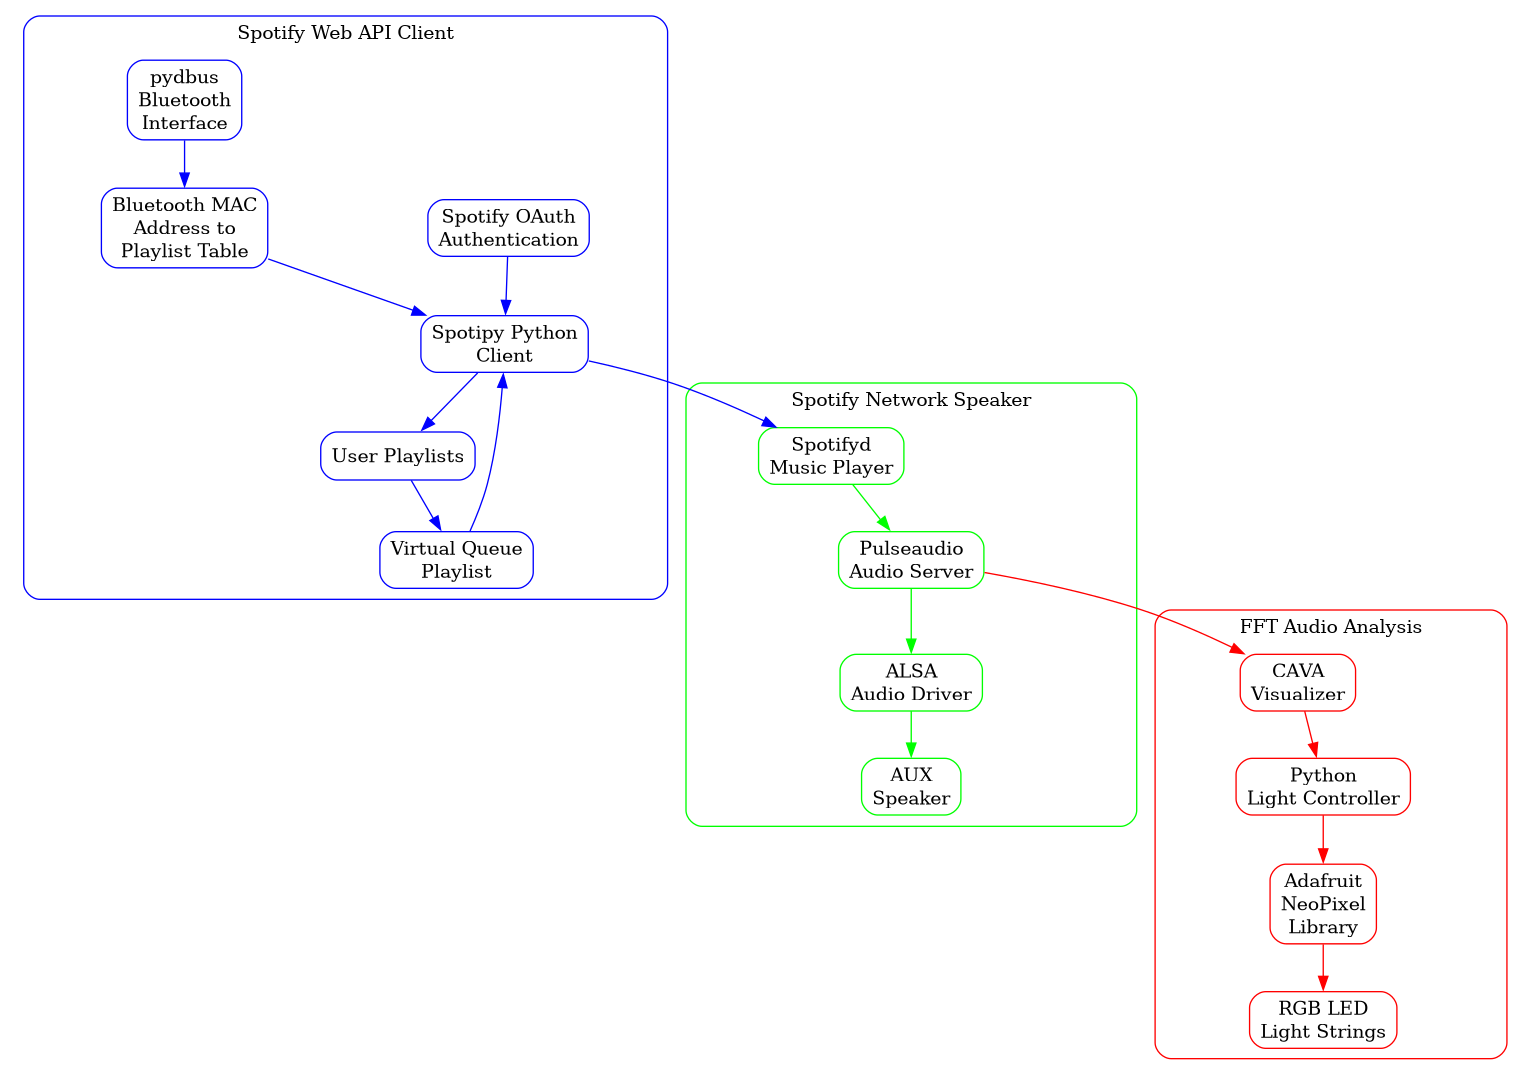 Spotify Web API Client
pydbus
Bluetooth
Interface
Bluetooth MAC
Address to
Playlist Table
Spotify OAuth
Authentication
Spotipy Python
Client
User Playlists
Virtual Queue
Playlist
Spotify Network Speaker
Spotifyd
Music Player
Pulseaudio
Audio Server
ALSA
Audio Driver
AUX
Speaker
FFT Audio Analysis
CAVA
Visualizer
Python
Light Controller
Adafruit
NeoPixel
Library
RGB LED
Light Strings